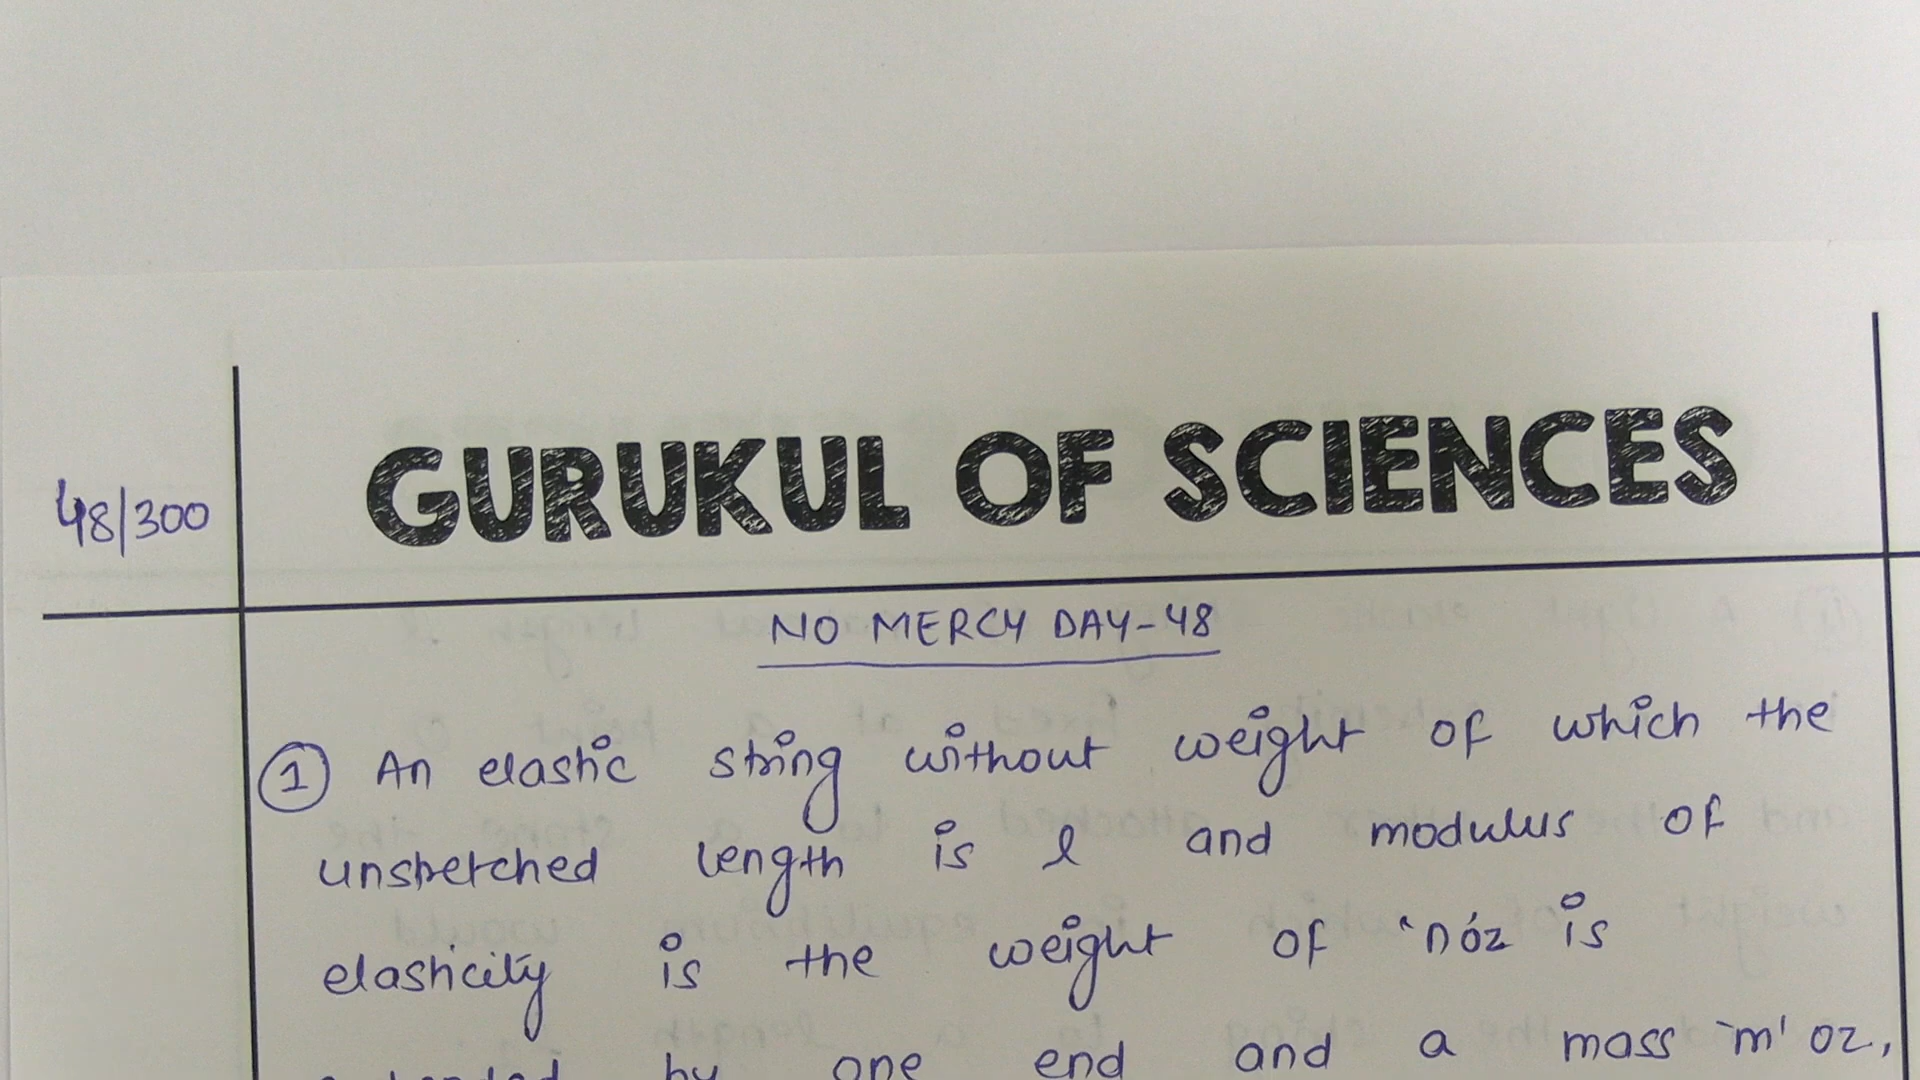 48/300
GURUKUL OF SCIENCES
NO MERCY DAY-48
① An elastic string without weight of which the
unstretched length is l and modulus of
elasticity is the weight of 'n'oz is
by one end and a mass 'm' oz,